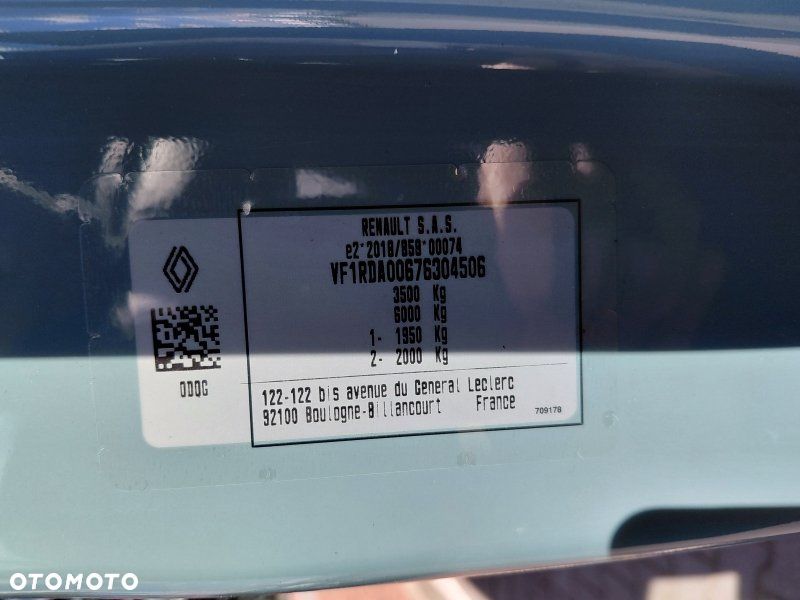 RENAULT S.A.S.
e2*2018/858*00074
VF1RDA00676304506
3500 Kg
6000 Kg
1- 1950 Kg
2- 2000 Kg
ODQG
122-122 bis avenue du General Leclerc
92100 Boulogne-Billancourt France
709178
OTOMOTO